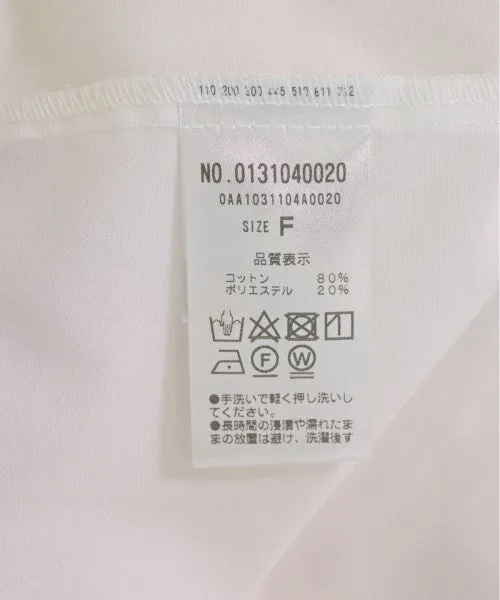 NO.0131040020
0AA1031104A0020
SIZE F
品質表示
コットン 80%
ポリエステル 20%
F W
●手洗いで軽く押し洗いし
てください。
●長時間の浸漬や濡れたま
まの放置は避け、洗濯後す